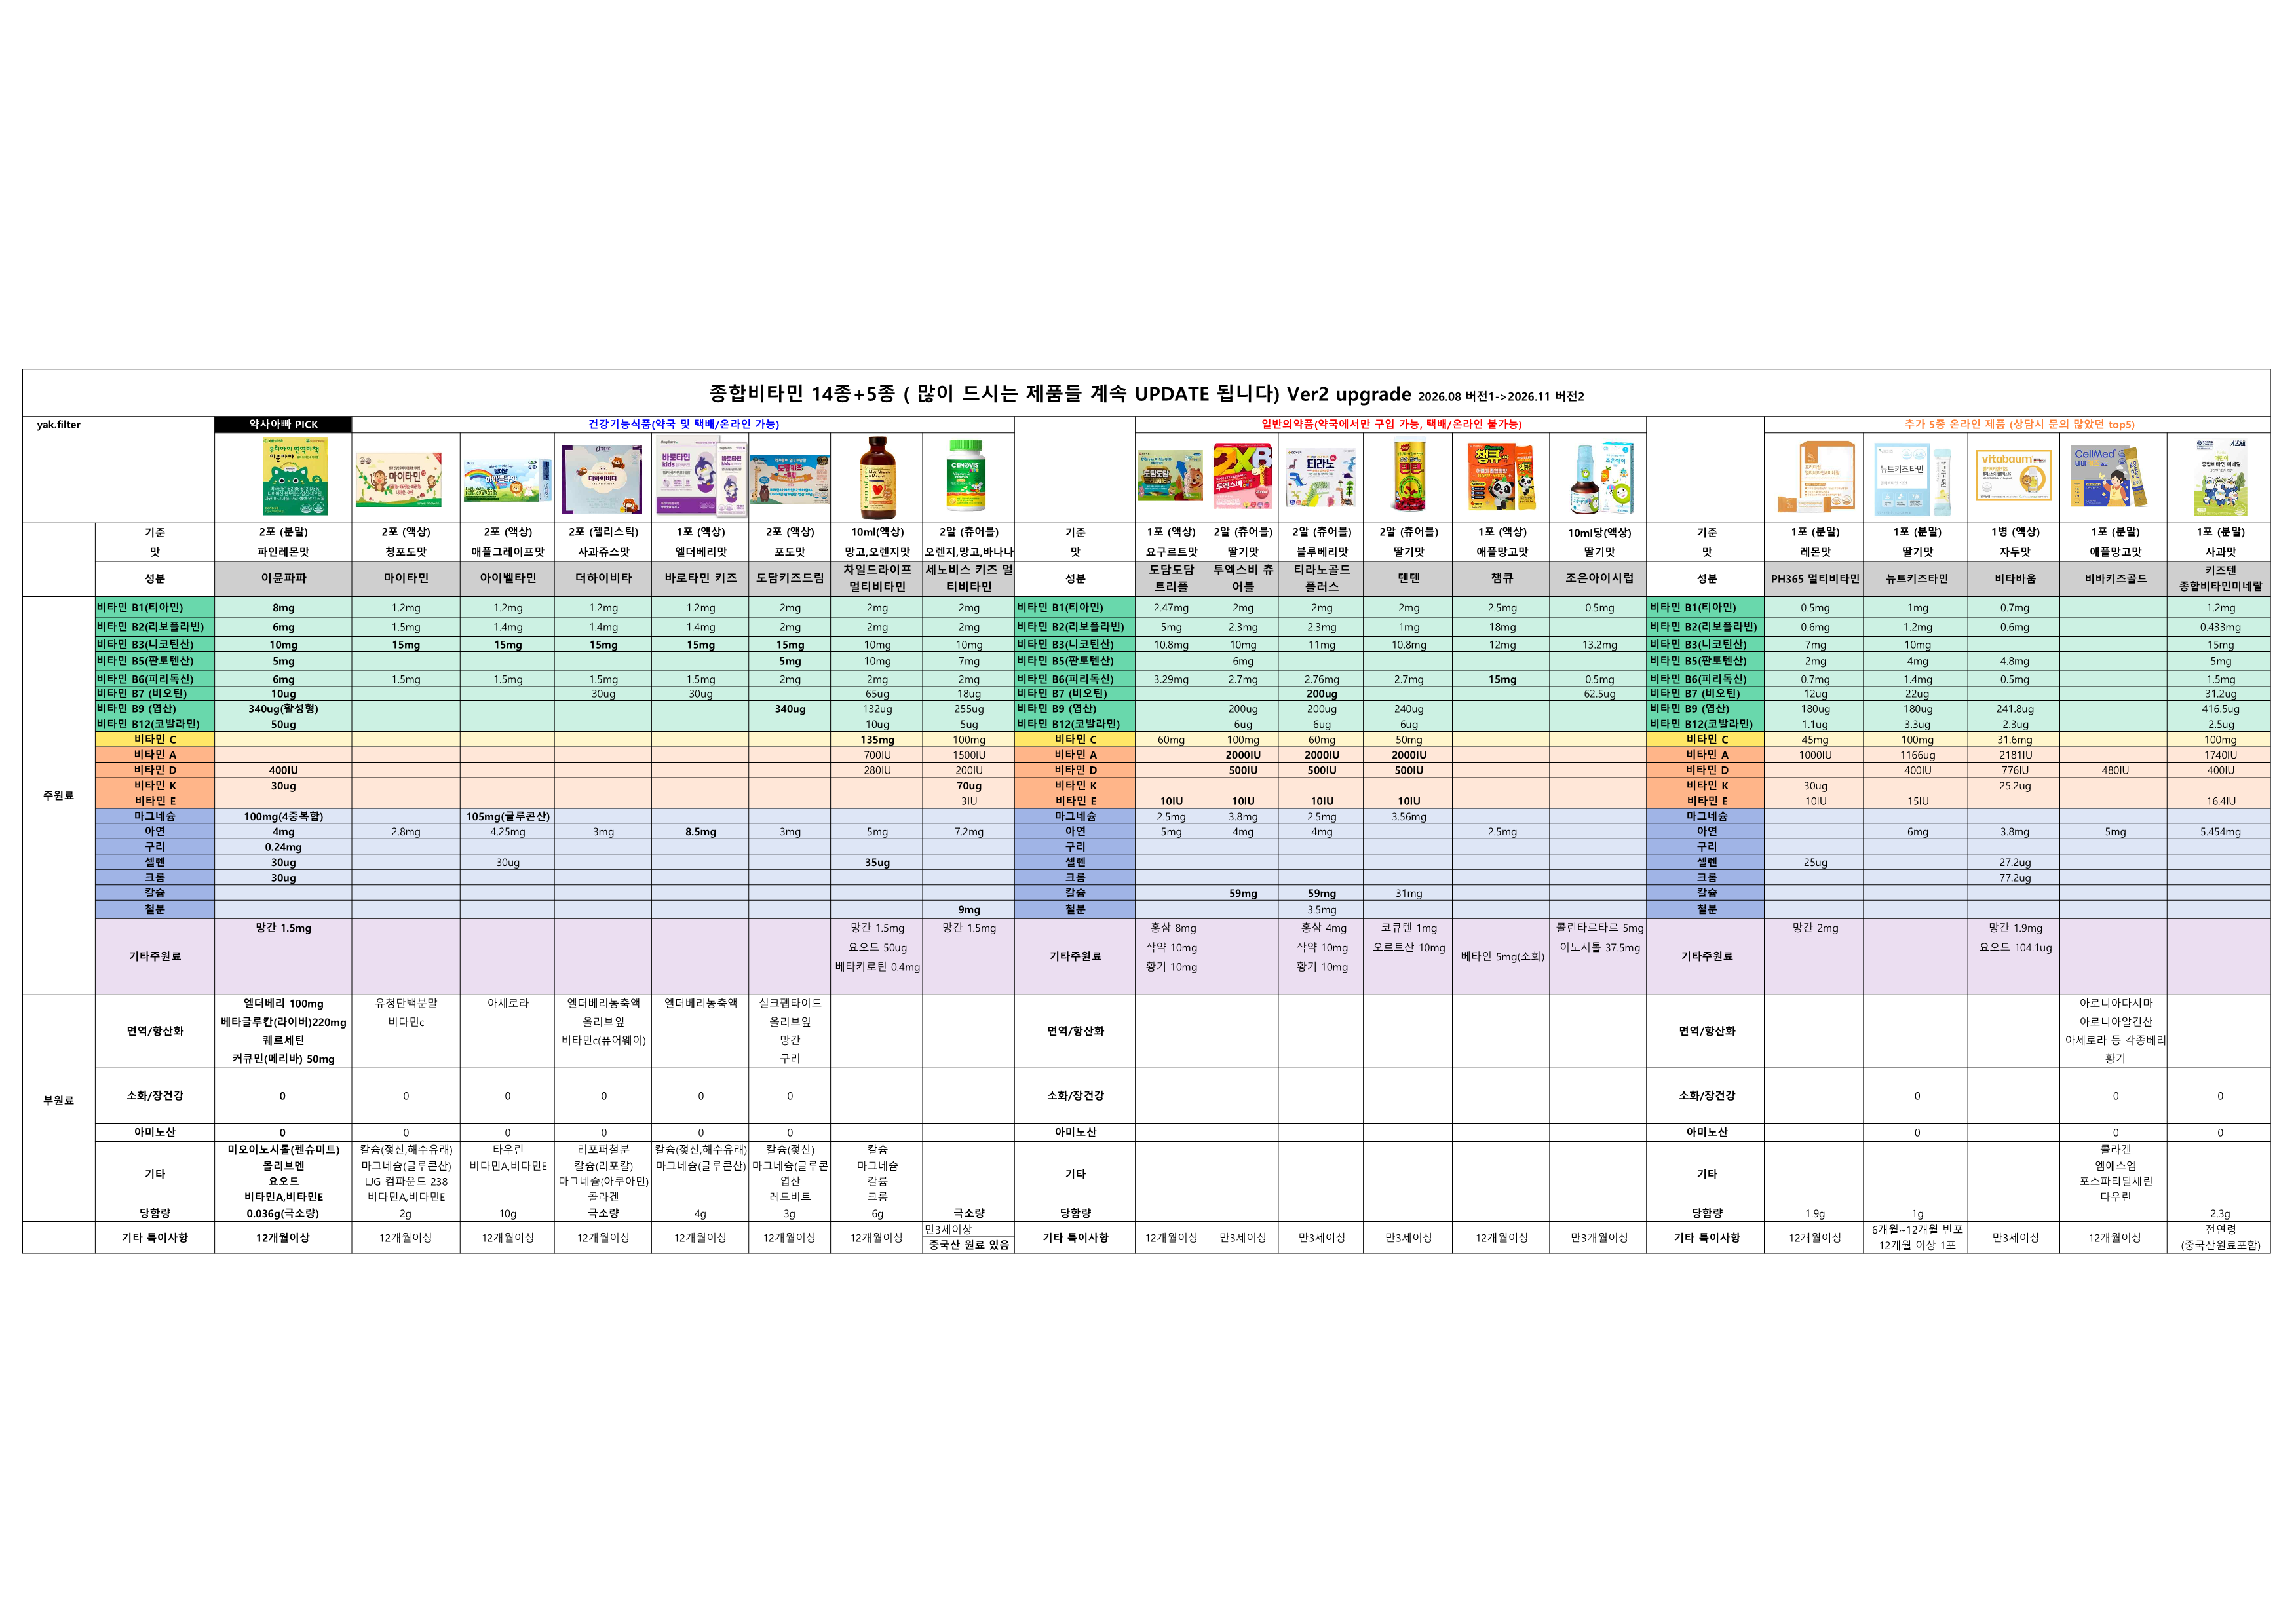 종합비타민 14종+5종 ( 많이 드시는 제품들 계속 UPDATE 됩니다) Ver2 upgrade 2026.08 버전1->2026.11 버전2
yak.filter 약사아빠 PICK 건강기능식품(약국 및 택배/온라인 가능) 일반의약품(약국에서만 구입 가능, 택배/온라인 불가능) 추가 5종 온라인 제품 (상담시 문의 많았던 top5)
기준 2포 (분말) 2포 (액상) 2포 (액상) 2포 (젤리스틱) 1포 (액상) 2포 (액상) 10ml(액상) 2알 (츄어블) 기준 1포 (액상) 2알 (츄어블) 2알 (츄어블) 2알 (츄어블) 1포 (액상) 10ml당(액상) 기준 1포 (분말) 1포 (분말) 1병 (액상) 1포 (분말) 1포 (분말)
맛 파인레몬맛 청포도맛 애플그레이프맛 사과쥬스맛 엘더베리맛 포도맛 망고,오렌지맛 오렌지,망고,바나나 맛 요구르트맛 딸기맛 블루베리맛 딸기맛 애플망고맛 딸기맛 맛 레몬맛 딸기맛 자두맛 애플망고맛 사과맛
성분 이뮨파파 마이타민 아이벨타민 더하이비타 바로타민 키즈 도담키즈드림 차일드라이프 멀티비타민 세노비스 키즈 멀티비타민 성분 도담도담 트리플 투엑스비 츄어블 티라노골드 플러스 텐텐 챔큐 조은아이시럽 성분 PH365 멀티비타민 뉴트키즈타민 비타바움 비바키즈골드 키즈텐 종합비타민미네랄
주원료
비타민 B1(티아민) 8mg 1.2mg 1.2mg 1.2mg 1.2mg 2mg 2mg 2mg 비타민 B1(티아민) 2.47mg 2mg 2mg 2mg 2.5mg 0.5mg 비타민 B1(티아민) 0.5mg 1mg 0.7mg 1.2mg
비타민 B2(리보플라빈) 6mg 1.5mg 1.4mg 1.4mg 1.4mg 2mg 2mg 2mg 비타민 B2(리보플라빈) 5mg 2.3mg 2.3mg 1mg 18mg 비타민 B2(리보플라빈) 0.6mg 1.2mg 0.6mg 0.433mg
비타민 B3(니코틴산) 10mg 15mg 15mg 15mg 15mg 15mg 10mg 10mg 비타민 B3(니코틴산) 10.8mg 10mg 11mg 10.8mg 12mg 13.2mg 비타민 B3(니코틴산) 7mg 10mg 15mg
비타민 B5(판토텐산) 5mg 5mg 10mg 7mg 비타민 B5(판토텐산) 6mg 비타민 B5(판토텐산) 2mg 4mg 4.8mg 5mg
비타민 B6(피리독신) 6mg 1.5mg 1.5mg 1.5mg 1.5mg 2mg 2mg 2mg 비타민 B6(피리독신) 3.29mg 2.7mg 2.76mg 2.7mg 15mg 0.5mg 비타민 B6(피리독신) 0.7mg 1.4mg 0.5mg 1.5mg
비타민 B7 (비오틴) 10ug 30ug 30ug 65ug 18ug 비타민 B7 (비오틴) 200ug 62.5ug 비타민 B7 (비오틴) 12ug 22ug 31.2ug
비타민 B9 (엽산) 340ug(활성형) 340ug 132ug 255ug 비타민 B9 (엽산) 200ug 200ug 240ug 비타민 B9 (엽산) 180ug 180ug 241.8ug 416.5ug
비타민 B12(코발라민) 50ug 10ug 5ug 비타민 B12(코발라민) 6ug 6ug 6ug 비타민 B12(코발라민) 1.1ug 3.3ug 2.3ug 2.5ug
비타민 C 135mg 100mg 비타민 C 60mg 100mg 60mg 50mg 비타민 C 45mg 100mg 31.6mg 100mg
비타민 A 700IU 1500IU 비타민 A 2000IU 2000IU 2000IU 비타민 A 1000IU 1166ug 2181IU 1740IU
비타민 D 400IU 280IU 200IU 비타민 D 500IU 500IU 500IU 비타민 D 400IU 776IU 480IU 400IU
비타민 K 30ug 70ug 비타민 K 비타민 K 30ug 25.2ug
비타민 E 3IU 비타민 E 10IU 10IU 10IU 10IU 비타민 E 10IU 15IU 16.4IU
마그네슘 100mg(4중복합) 105mg(글루콘산) 마그네슘 2.5mg 3.8mg 2.5mg 3.56mg 마그네슘
아연 4mg 2.8mg 4.25mg 3mg 8.5mg 3mg 5mg 7.2mg 아연 5mg 4mg 4mg 2.5mg 아연 6mg 3.8mg 5mg 5.454mg
구리 0.24mg 구리 구리
셀렌 30ug 30ug 35ug 셀렌 셀렌 25ug 27.2ug
크롬 30ug 크롬 크롬 77.2ug
칼슘 칼슘 59mg 59mg 31mg 칼슘
철분 9mg 철분 3.5mg 철분
망간 1.5mg 망간 1.5mg 망간 1.5mg 홍삼 8mg 홍삼 4mg 코큐텐 1mg 콜린타르타르 5mg 망간 2mg 망간 1.9mg
요오드 50ug 작약 10mg 작약 10mg 오르트산 10mg 이노시톨 37.5mg 요오드 104.1ug
기타주원료 기타주원료 베타인 5mg(소화) 기타주원료
베타카로틴 0.4mg 황기 10mg 황기 10mg
부원료
엘더베리 100mg 유청단백분말 아세로라 엘더베리농축액 엘더베리농축액 실크펩타이드 아로니아다시마
베타글루칸(라이버)220mg 비타민c 올리브잎 올리브잎 아로니아알긴산
면역/항산화 면역/항산화 면역/항산화
퀘르세틴 비타민c(퓨어웨이) 망간 아세로라 등 각종베리
커큐민(메리바) 50mg 구리 황기
소화/장건강 0 0 0 0 0 0 소화/장건강 소화/장건강 0 0 0
아미노산 0 0 0 0 0 0 아미노산 아미노산 0 0 0
미오이노시톨(펜슈미트) 칼슘(젖산,해수유래) 타우린 리포퍼철분 칼슘(젖산,해수유래) 칼슘(젖산) 칼슘 콜라겐
몰리브덴 마그네슘(글루콘산) 비타민A,비타민E 칼슘(리포칼) 마그네슘(글루콘산) 마그네슘(글루콘 마그네슘 엠에스엠
기타 기타 기타
요오드 LJG 컴파운드 238 마그네슘(아쿠아민) 엽산 칼륨 포스파티딜세린
비타민A,비타민E 비타민A,비타민E 콜라겐 레드비트 크롬 타우린
당함량 0.036g(극소량) 2g 10g 극소량 4g 3g 6g 극소량 당함량 당함량 1.9g 1g 2.3g
기타 특이사항 12개월이상 12개월이상 12개월이상 12개월이상 12개월이상 12개월이상 12개월이상 만3세이상 중국산 원료 있음 기타 특이사항 12개월이상 만3세이상 만3세이상 만3세이상 12개월이상 만3개월이상 기타 특이사항 12개월이상 6개월~12개월 반포 12개월 이상 1포 만3세이상 12개월이상 전연령 (중국산원료포함)